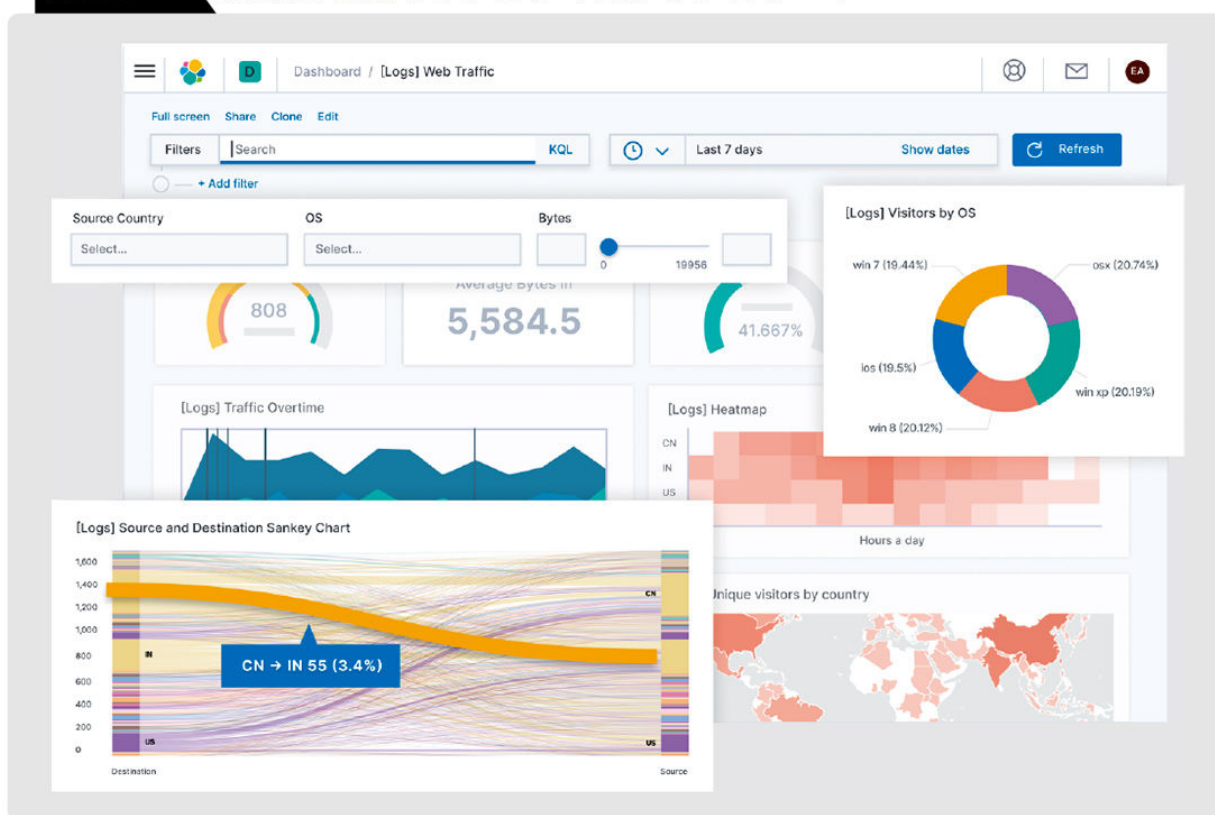 D
Dashboard / [Logs] Web Traffic
EA
Full screen Share Clone Edit
Filters Search KQL
Last 7 days Show dates
Refresh
+ Add filter
Source Country OS Bytes
Select... Select...
0 19956
[Logs] Visitors by OS
win 7 (19.44%)
osx (20.74%)
ios (19.5%)
win xp (20.19%)
win 8 (20.12%)
808
Average Bytes in
5,584.5
41.667%
[Logs] Traffic Overtime
[Logs] Heatmap
CN
IN
US
Hours a day
[Logs] Source and Destination Sankey Chart
1,600
1,400
1,200
1,000
800
600
400
200
0
CN
IN
CN → IN 55 (3.4%)
US
US
Destination
Source
Unique visitors by country